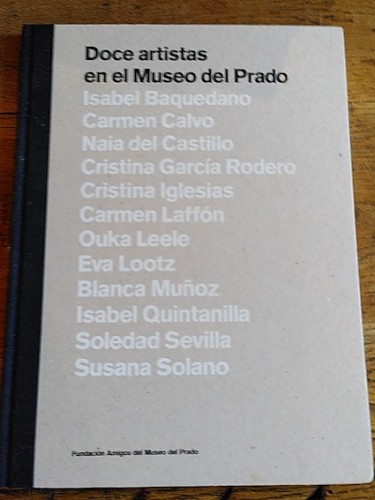 Doce artistas
en el Museo del Prado
Isabel Baquedano
Carmen Calvo
Naia del Castillo
Cristina García Rodero
Cristina Iglesias
Carmen Laffón
Ouka Leele
Eva Lootz
Blanca Muñoz
Isabel Quintanilla
Soledad Sevilla
Susana Solano
Fundación Amigos del Museo del Prado